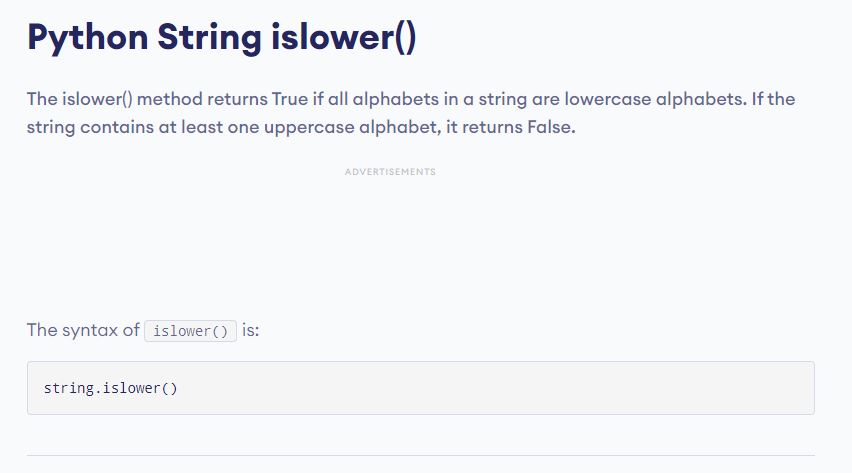 Python String islower()
The islower() method returns True if all alphabets in a string are lowercase alphabets. If the
string contains at least one uppercase alphabet, it returns False.
ADVERTISEMENTS
The syntax of islower() is:
string.islower()